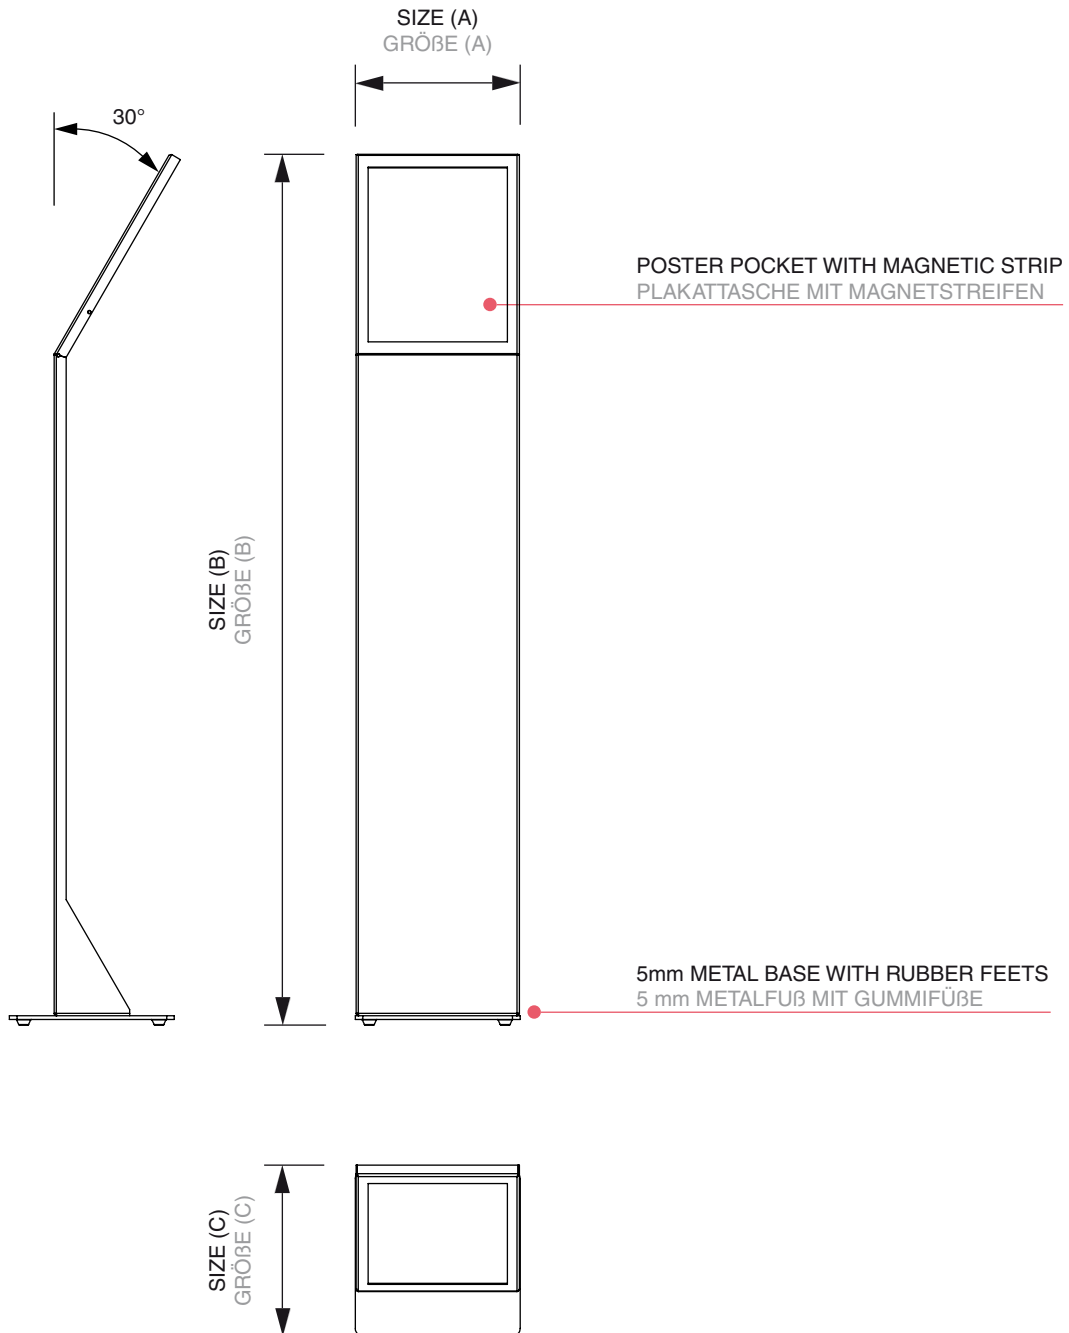 SIZE (A)
GRÖßE (A)
30°
POSTER POCKET WITH MAGNETIC STRIP
PLAKATTASCHE MIT MAGNETSTREIFEN
SIZE (B)
GRÖßE (B)
5mm METAL BASE WITH RUBBER FEETS
5 mm METALFUß MIT GUMMIFÜßE
SIZE (C)
GRÖßE (C)